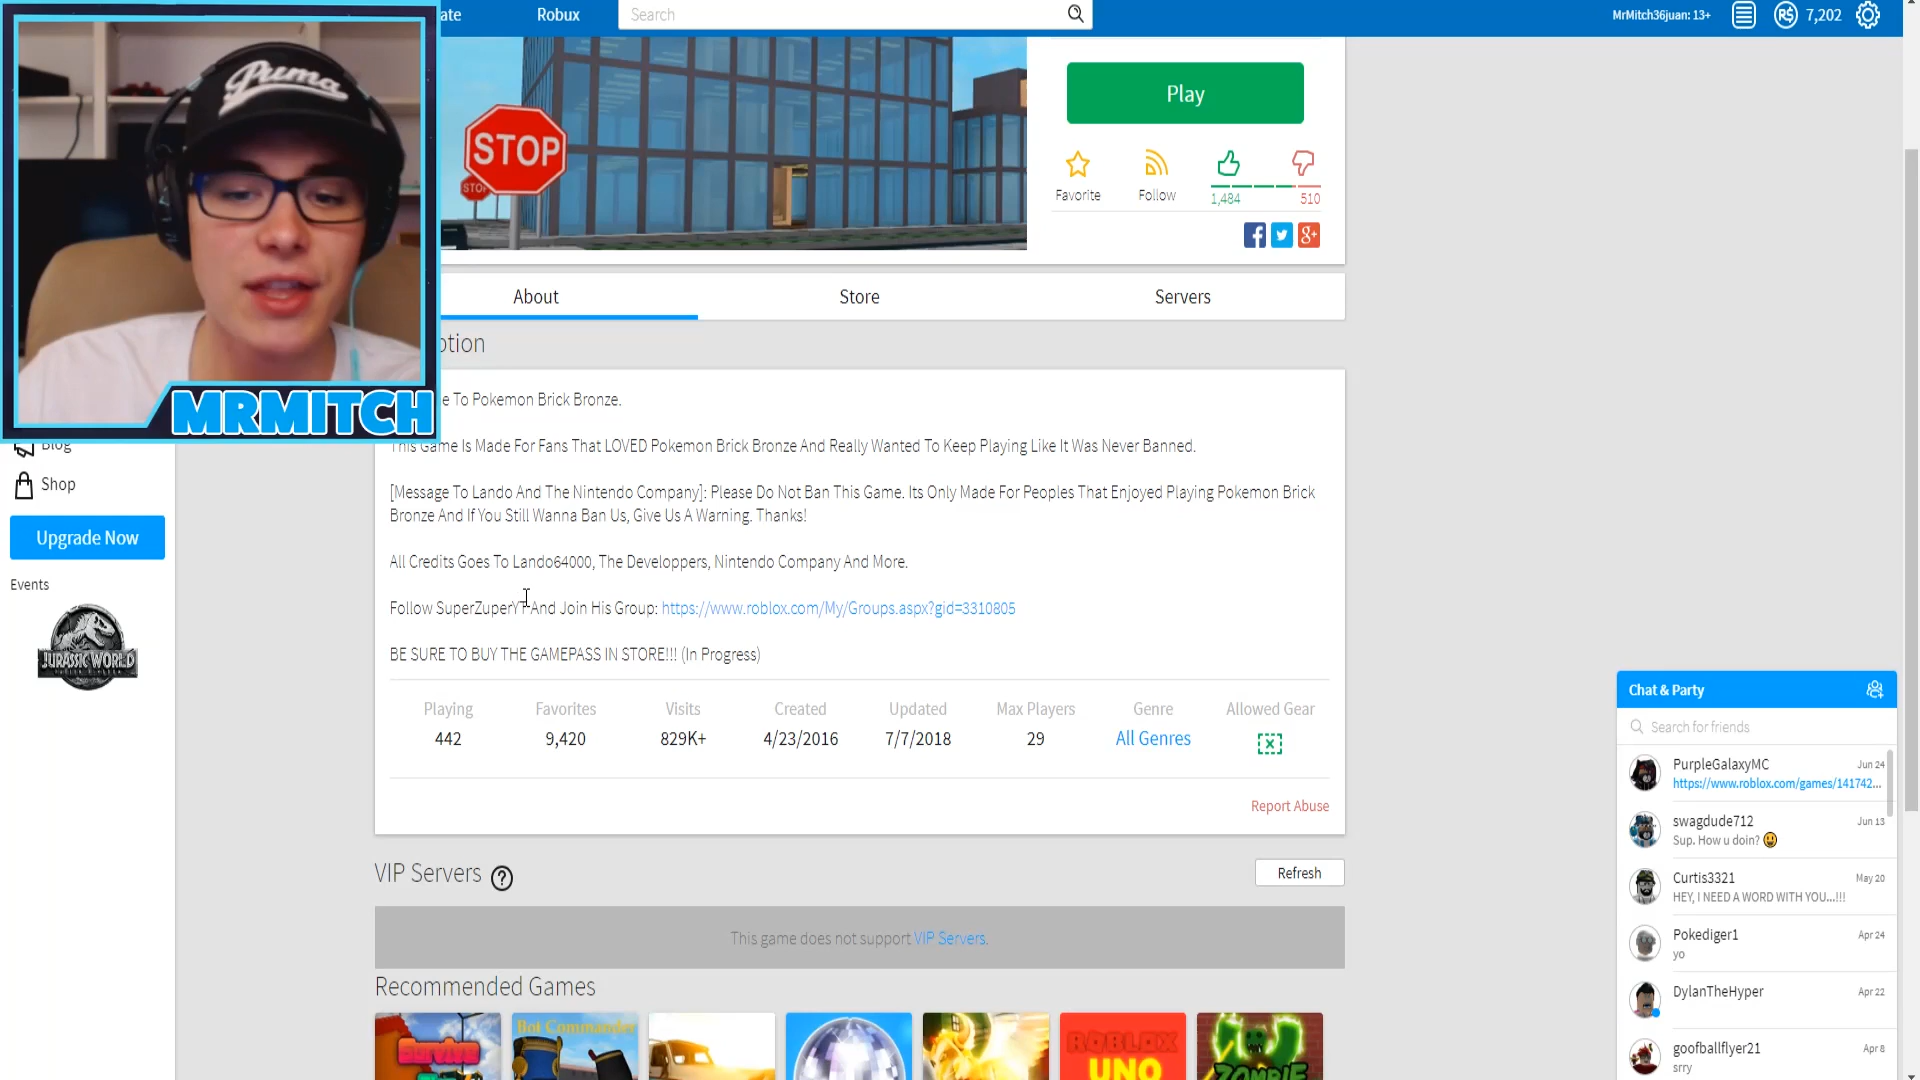 Puma
ate
Robux
Search
MrMitch36juan: 13+
7,202
STOP
STOP
Play
Favorite
Follow
1,484
510
About
Store
Servers
ption
MRMITCH
e To Pokemon Brick Bronze.
Blog
This Game Is Made For Fans That LOVED Pokemon Brick Bronze And Really Wanted To Keep Playing Like It Was Never Banned.
Shop
[Message To Lando And The Nintendo Company]: Please Do Not Ban This Game. Its Only Made For Peoples That Enjoyed Playing Pokemon Brick
Bronze And If You Still Wanna Ban Us, Give Us A Warning. Thanks!
Upgrade Now
All Credits Goes To Lando64000, The Developpers, Nintendo Company And More.
Events
Follow SuperZuperYT And Join His Group: https://www.roblox.com/My/Groups.aspx?gid=3310805
JURASSIC WORLD
BE SURE TO BUY THE GAMEPASS IN STORE!!! (In Progress)
Playing Favorites Visits Created Updated Max Players Genre Allowed Gear
442 9,420 829K+ 4/23/2016 7/7/2018 29 All Genres
Report Abuse
VIP Servers ?
Refresh
This game does not support VIP Servers.
Recommended Games
Survive
Bot Commander
ROBLOX
UNO
ZOMBIE
Chat & Party
Search for friends
PurpleGalaxyMC Jun 24
https://www.roblox.com/games/141742...
swagdude712 Jun 13
Sup. How u doin? 😃
Curtis3321 May 20
HEY, I NEED A WORD WITH YOU...!!!
Pokediger1 Apr 24
yo
DylanTheHyper Apr 22
goofballflyer21 Apr 8
srry